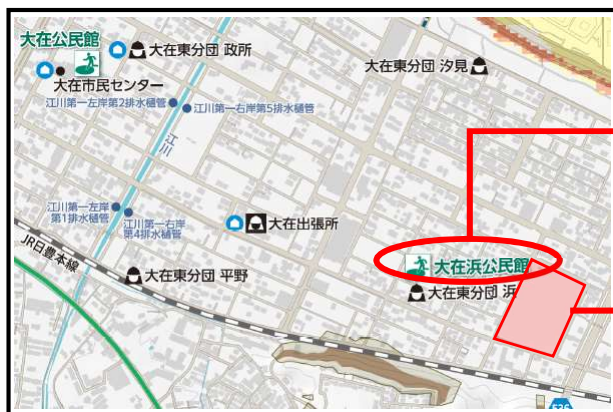 大在公民館
大在東分団 政所
大在市民センター
大在東分団 汐見
江川第一左岸第2排水樋管
江川第一右岸第5排水樋管
江川
江川第一左岸
第1排水樋管
江川第一右岸
第4排水樋管
大在出張所
JR日豊本線
大在東分団 平野
大在浜公民館
大在東分団 浜